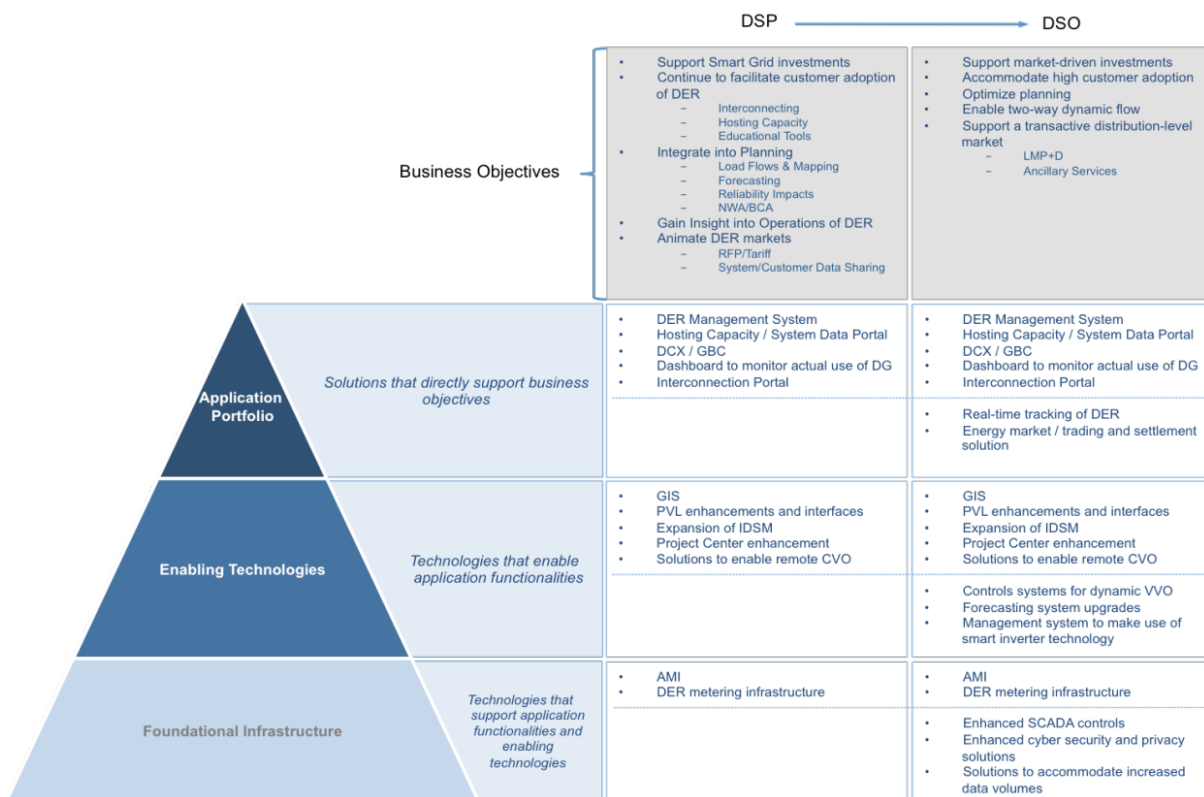 DSP
DSO
Business Objectives
• Support Smart Grid investments
• Continue to facilitate customer adoption
of DER
– Interconnecting
– Hosting Capacity
– Educational Tools
• Integrate into Planning
– Load Flows & Mapping
– Forecasting
– Reliability Impacts
– NWA/BCA
• Gain Insight into Operations of DER
• Animate DER markets
– RFP/Tariff
– System/Customer Data Sharing
• Support market-driven investments
• Accommodate high customer adoption
• Optimize planning
• Enable two-way dynamic flow
• Support a transactive distribution-level
market
– LMP+D
– Ancillary Services
Application
Portfolio
Solutions that directly support business
objectives
• DER Management System
• Hosting Capacity / System Data Portal
• DCX / GBC
• Dashboard to monitor actual use of DG
• Interconnection Portal
• DER Management System
• Hosting Capacity / System Data Portal
• DCX / GBC
• Dashboard to monitor actual use of DG
• Interconnection Portal
• Real-time tracking of DER
• Energy market / trading and settlement
solution
Enabling Technologies
Technologies that enable
application functionalities
• GIS
• PVL enhancements and interfaces
• Expansion of IDSM
• Project Center enhancement
• Solutions to enable remote CVO
• GIS
• PVL enhancements and interfaces
• Expansion of IDSM
• Project Center enhancement
• Solutions to enable remote CVO
• Controls systems for dynamic VVO
• Forecasting system upgrades
• Management system to make use of
smart inverter technology
Foundational Infrastructure
Technologies that
support application
functionalities and
enabling
technologies
• AMI
• DER metering infrastructure
• AMI
• DER metering infrastructure
• Enhanced SCADA controls
• Enhanced cyber security and privacy
solutions
• Solutions to accommodate increased
data volumes